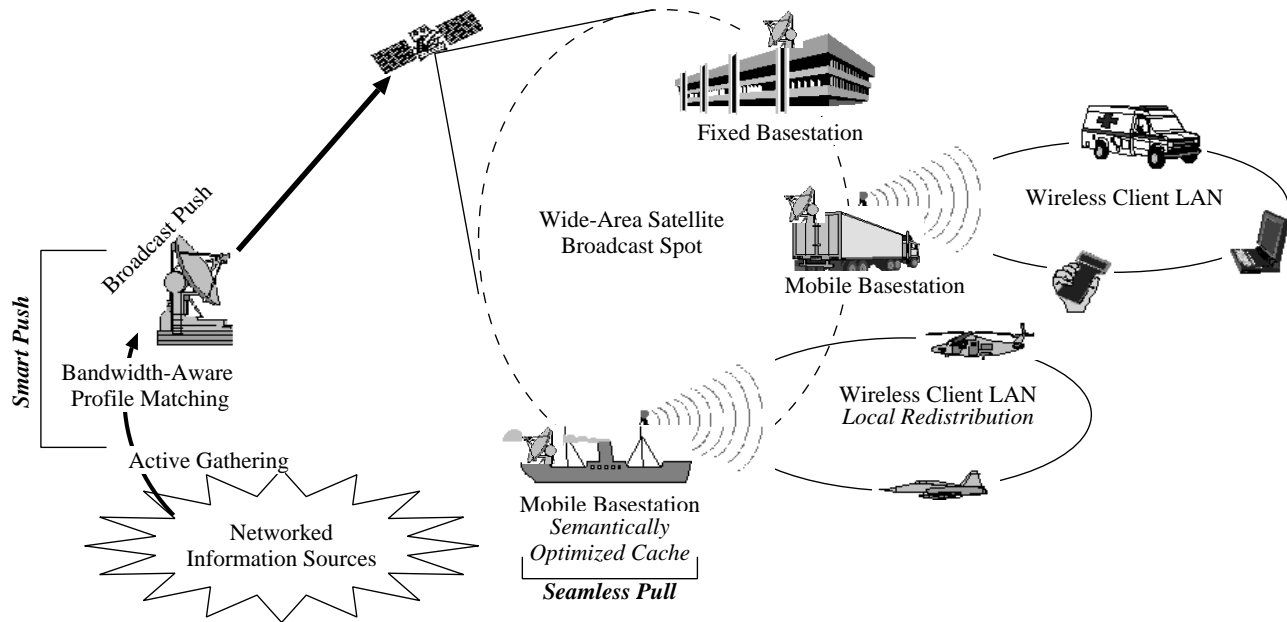 Fixed Basestation
Wireless Client LAN
Wide-Area Satellite
Broadcast Spot
Mobile Basestation
Broadcast Push
Smart Push
Bandwidth-Aware
Profile Matching
Wireless Client LAN
Local Redistribution
Active Gathering
Mobile Basestation
Semantically
Optimized Cache
Seamless Pull
Networked
Information Sources